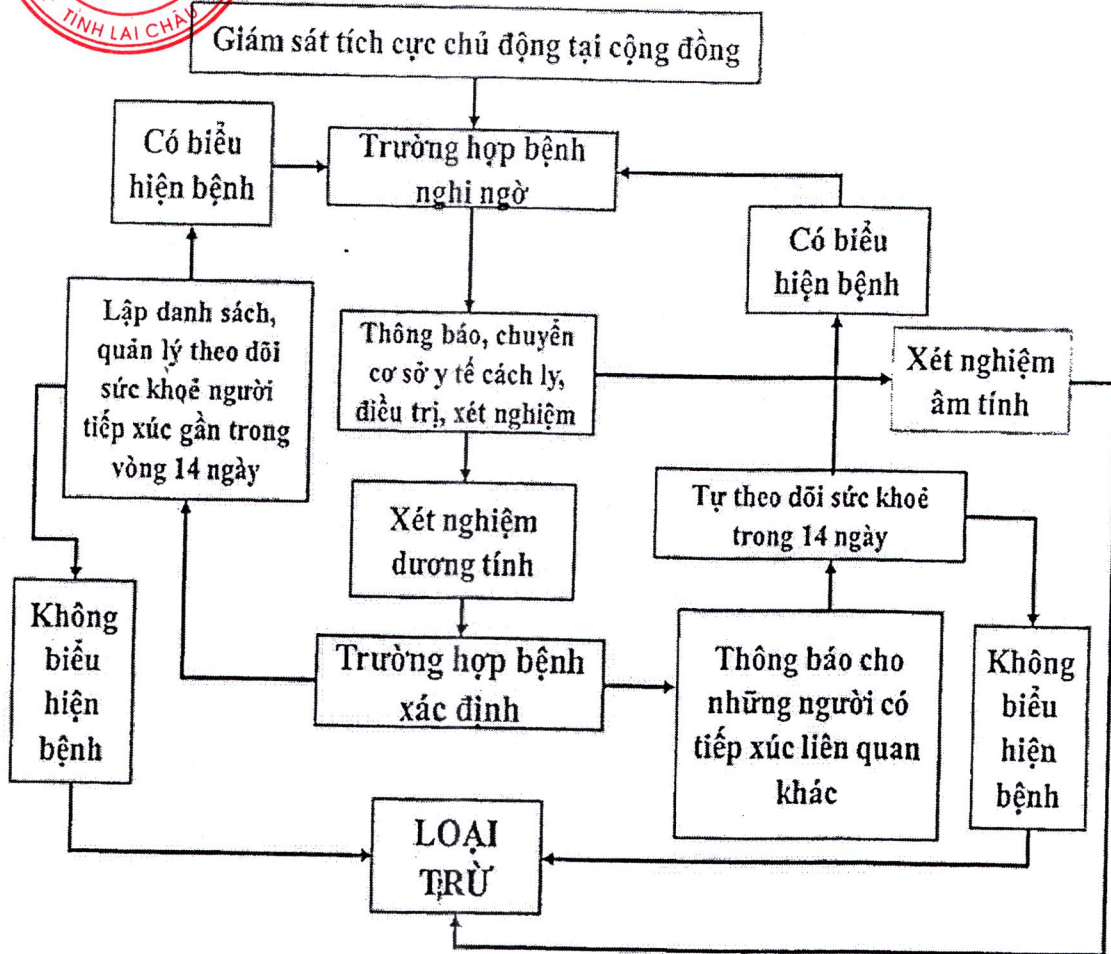 TỈNH LAI CHÂU
Giám sát tích cực chủ động tại cộng đồng
Có biểu
hiện bệnh
Trường hợp bệnh
nghi ngờ
Có biểu
hiện bệnh
Lập danh sách,
quản lý theo dõi
sức khoẻ người
tiếp xúc gần trong
vòng 14 ngày
Thông báo, chuyển
cơ sở y tế cách ly,
điều trị, xét nghiệm
Xét nghiệm
âm tính
Xét nghiệm
dương tính
Tự theo dõi sức khoẻ
trong 14 ngày
Không
biểu
hiện
bệnh
Trường hợp bệnh
xác định
Thông báo cho
những người có
tiếp xúc liên quan
khác
Không
biểu
hiện
bệnh
LOẠI
TRỪ